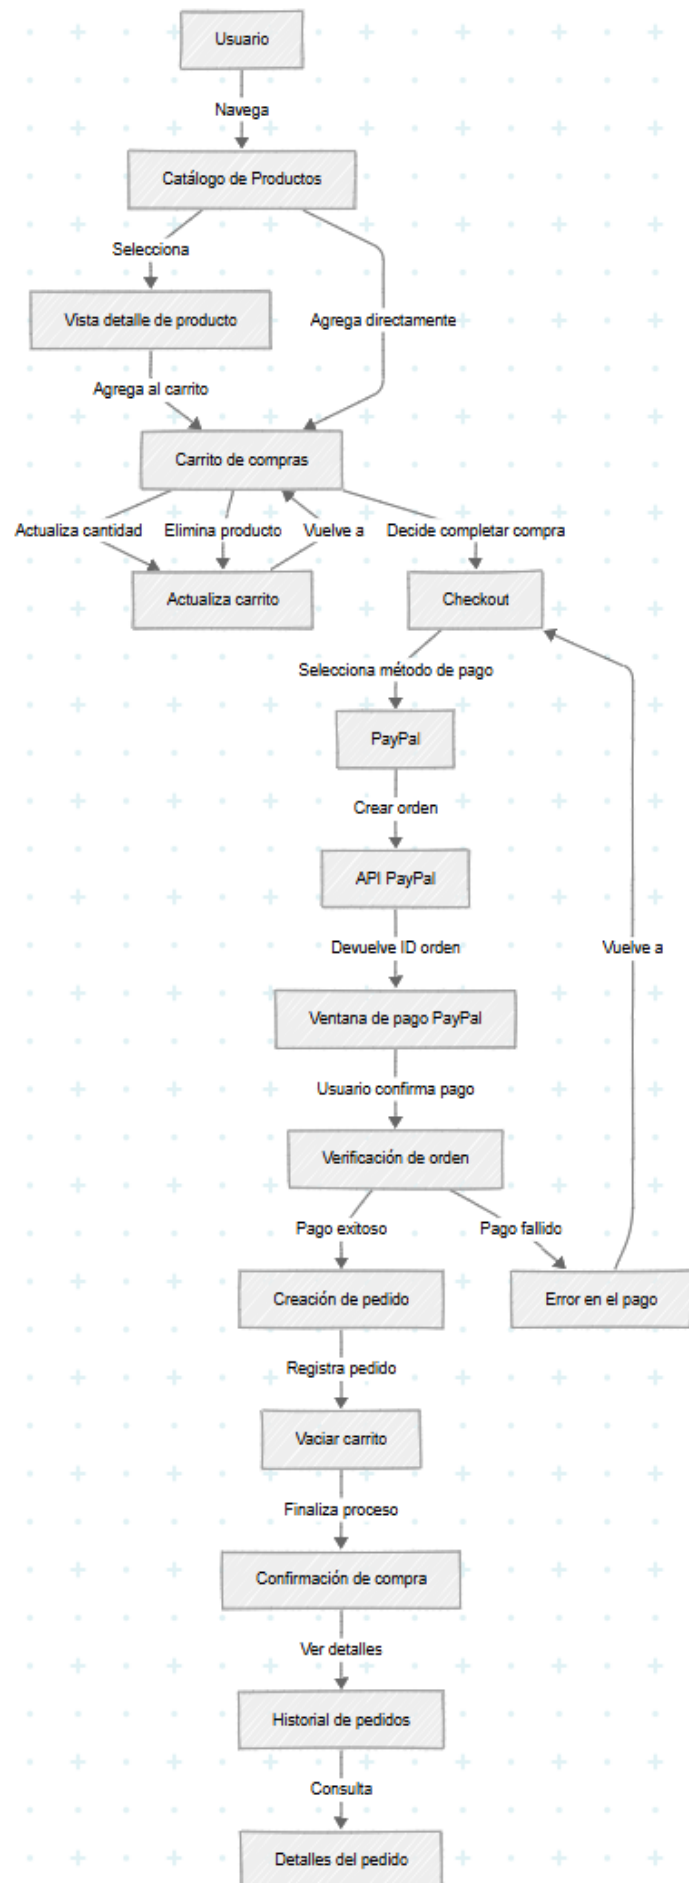 Usuario
Navega
Catálogo de Productos
Selecciona
Agrega directamente
Vista detalle de producto
Agrega al carrito
Carrito de compras
Actualiza cantidad
Elimina producto
Vuelve a
Decide completar compra
Actualiza carrito
Checkout
Selecciona método de pago
PayPal
Crear orden
API PayPal
Devuelve ID orden
Vuelve a
Ventana de pago PayPal
Usuario confirma pago
Verificación de orden
Pago exitoso
Pago fallido
Creación de pedido
Error en el pago
Registra pedido
Vaciar carrito
Finaliza proceso
Confirmación de compra
Ver detalles
Historial de pedidos
Consulta
Detalles del pedido